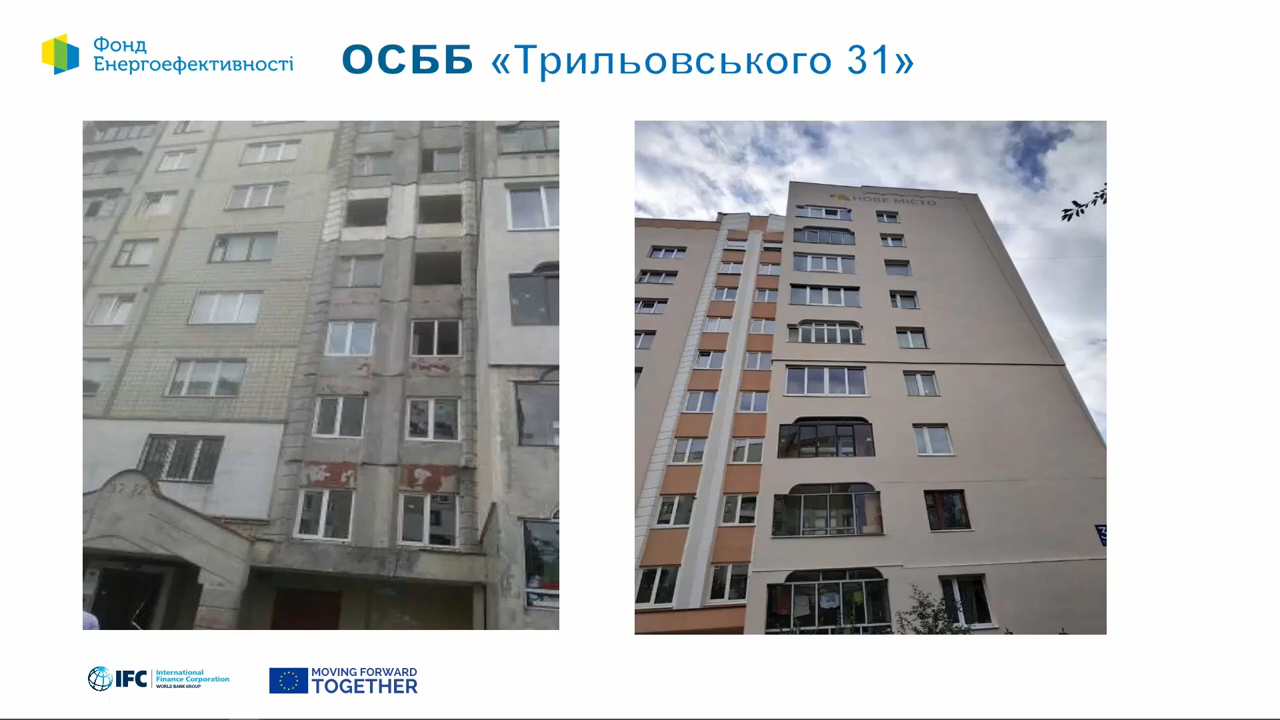 Фонд
Енергоефективності
ОСББ «Трильовського 31»
НОВЕ МІСТО
IFC
International
Finance Corporation
WORLD BANK GROUP
MOVING FORWARD
TOGETHER